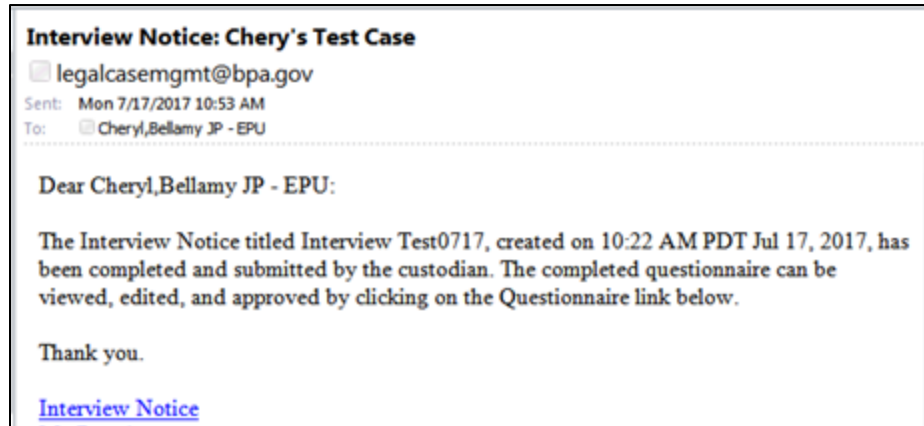 Interview Notice: Chery's Test Case
legalcasemgmt@bpa.gov
Sent: Mon 7/17/2017 10:53 AM
To: Cheryl,Bellamy JP - EPU
Dear Cheryl,Bellamy JP - EPU:
The Interview Notice titled Interview Test0717, created on 10:22 AM PDT Jul 17, 2017, has
been completed and submitted by the custodian. The completed questionnaire can be
viewed, edited, and approved by clicking on the Questionnaire link below.
Thank you.
Interview Notice